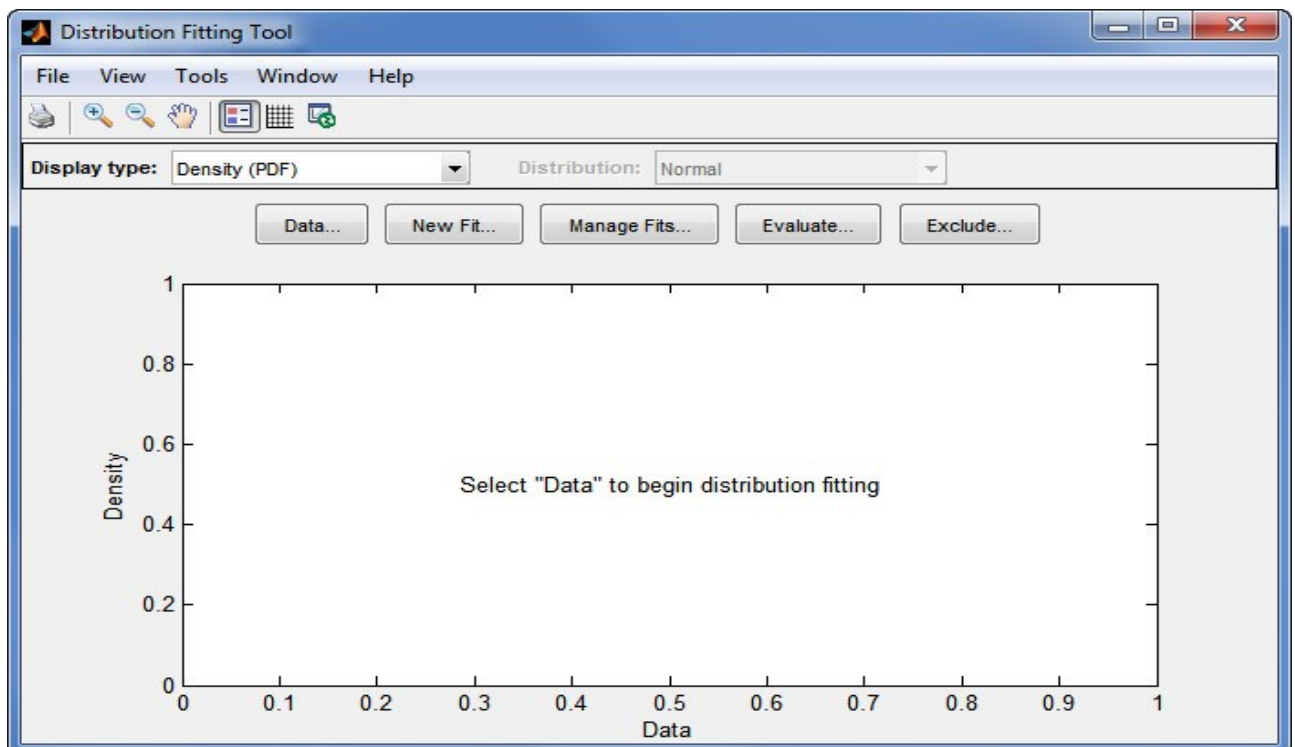 Distribution Fitting Tool
File View Tools Window Help
Display type: Density (PDF) Distribution: Normal
Data... New Fit... Manage Fits... Evaluate... Exclude...
1
0.8
0.6
Density
Select "Data" to begin distribution fitting
0.4
0.2
0
0 0.1 0.2 0.3 0.4 0.5 0.6 0.7 0.8 0.9 1
Data